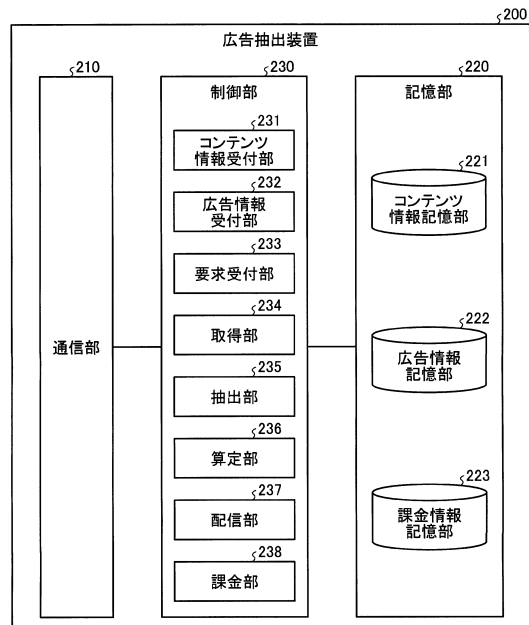 200
広告抽出装置
210
通信部
230
制御部
231
コンテンツ
情報受付部
232
広告情報
受付部
233
要求受付部
234
取得部
235
抽出部
236
算定部
237
配信部
238
課金部
220
記憶部
221
コンテンツ
情報記憶部
222
広告情報
記憶部
223
課金情報
記憶部